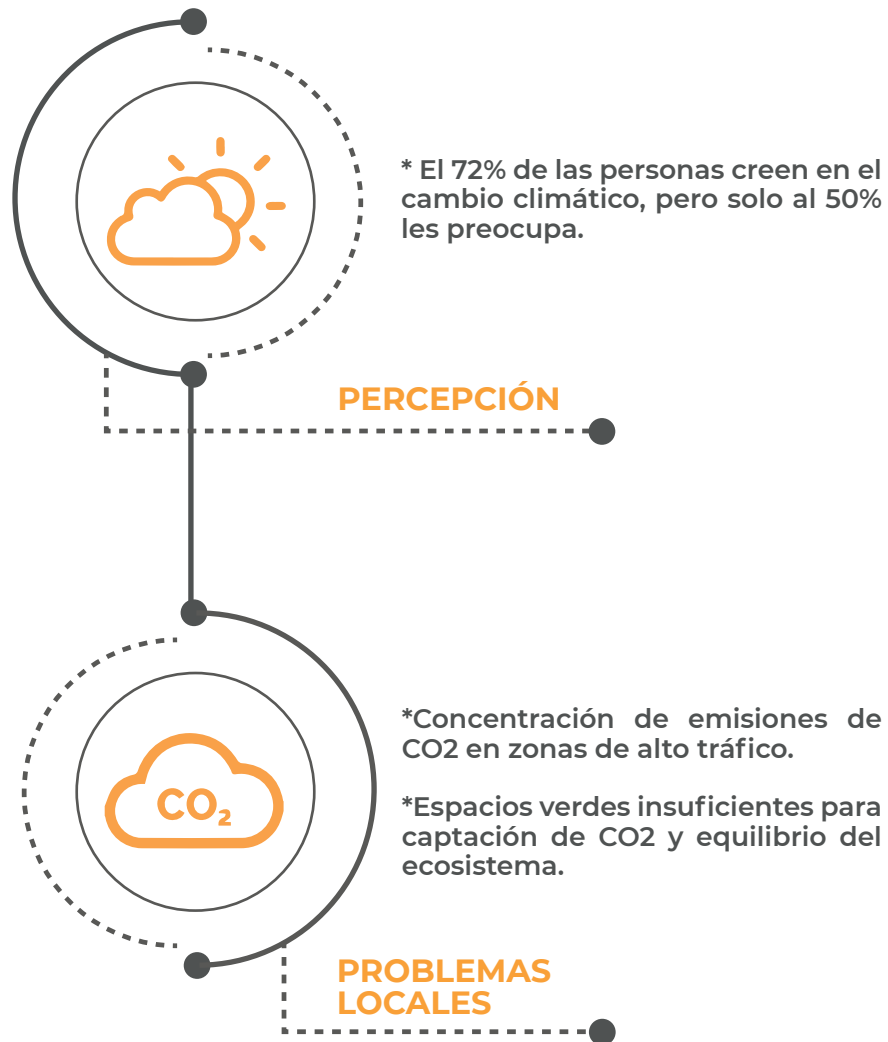 * El 72% de las personas creen en el
cambio climático, pero solo al 50%
les preocupa.
PERCEPCIÓN
CO₂
*Concentración de emisiones de
CO2 en zonas de alto tráfico.
*Espacios verdes insuficientes para
captación de CO2 y equilibrio del
ecosistema.
PROBLEMAS
LOCALES